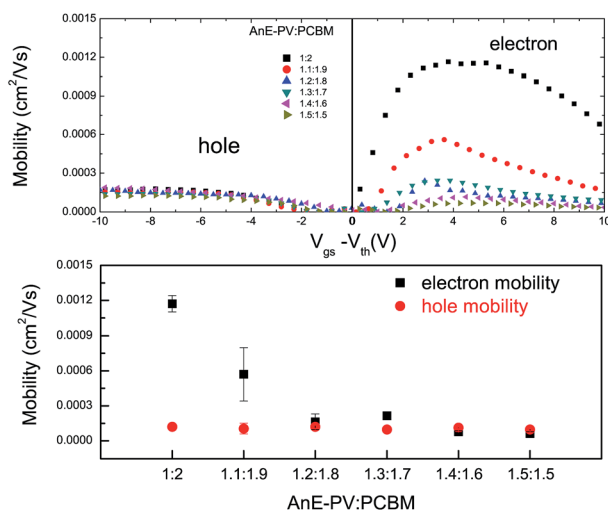 AnE-PV:PCBM
1:2
1.1:1.9
1.2:1.8
1.3:1.7
1.4:1.6
1.5:1.5
hole
electron
Mobility (cm²/Vs)
0.0015
0.0012
0.0009
0.0006
0.0003
0.0000
-10 -8 -6 -4 -2 0 0 2 4 6 8 10
V_gs -V_th(V)
electron mobility
hole mobility
Mobility (cm²/Vs)
0.0015
0.0012
0.0009
0.0006
0.0003
0.0000
1:2 1.1:1.9 1.2:1.8 1.3:1.7 1.4:1.6 1.5:1.5
AnE-PV:PCBM